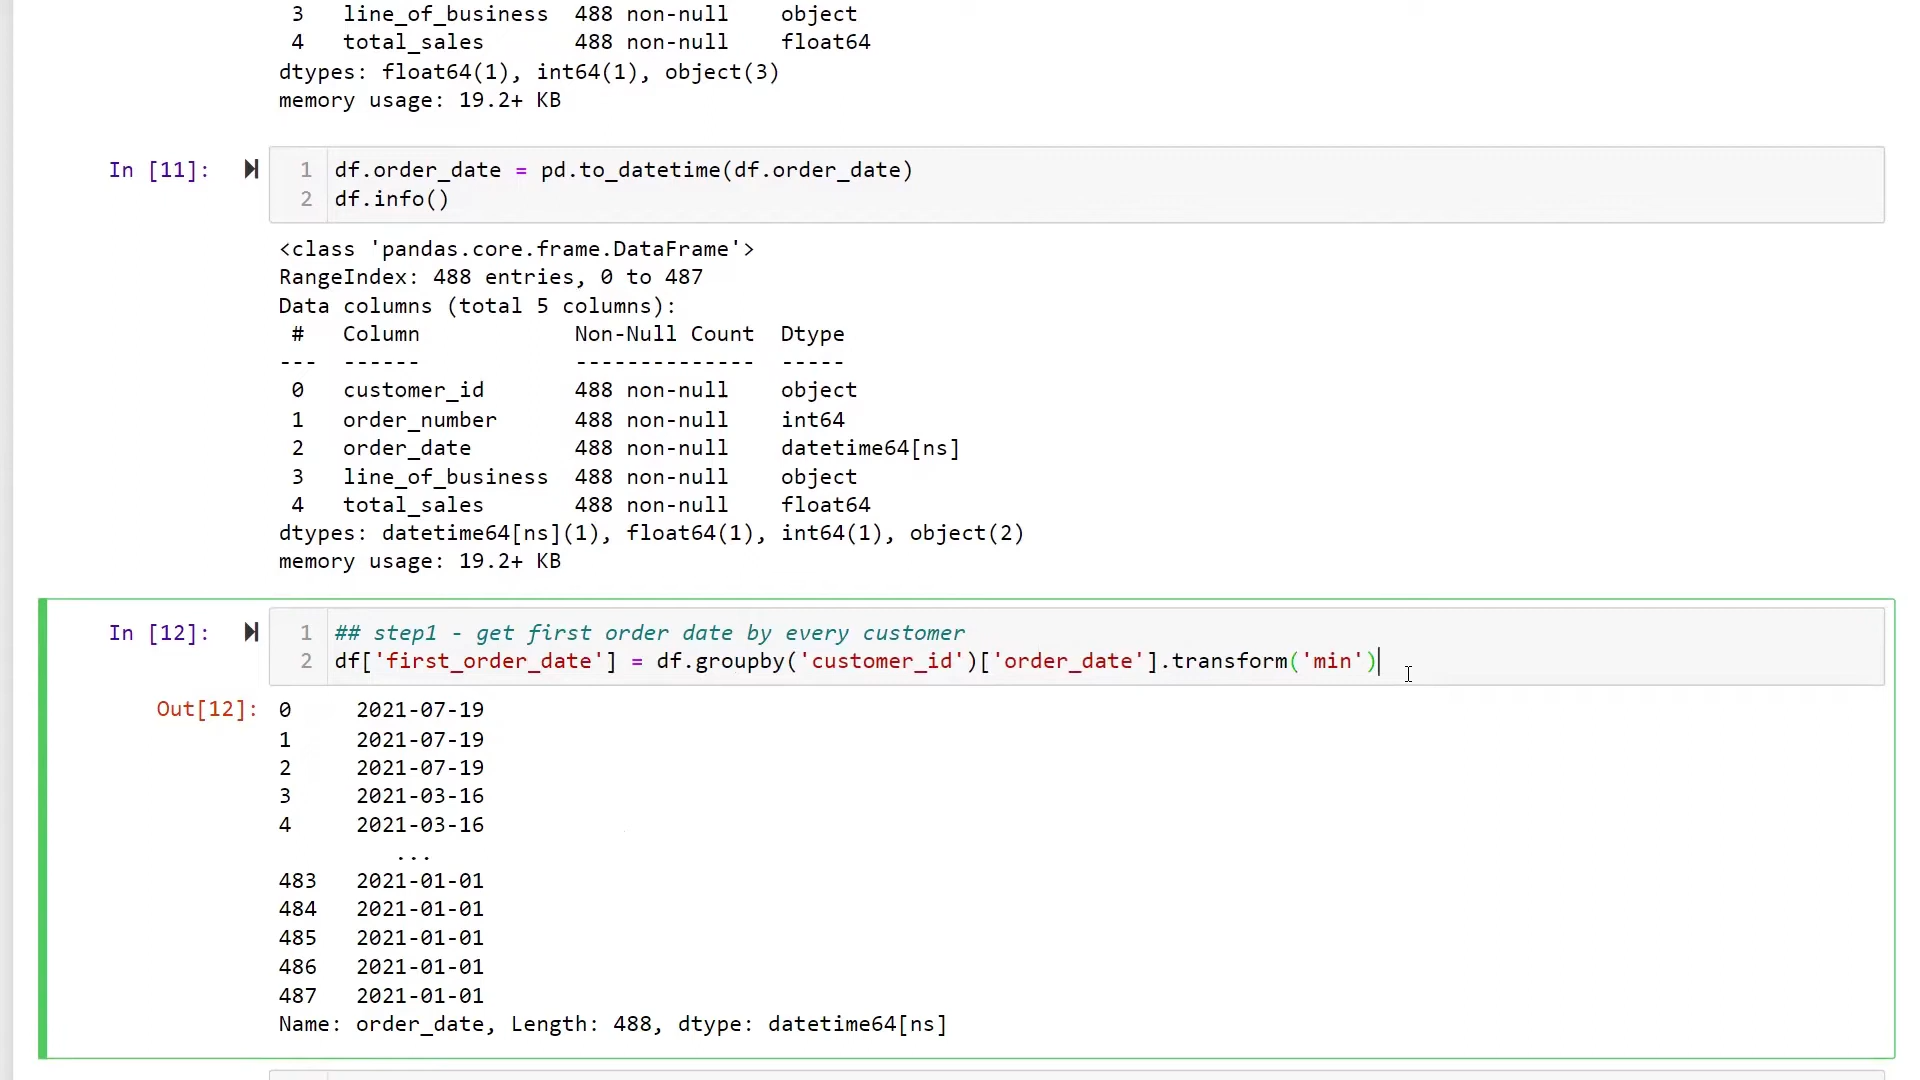 3 line_of_business 488 non-null object
4 total_sales 488 non-null float64
dtypes: float64(1), int64(1), object(3)
memory usage: 19.2+ KB
In [11]: 1 df.order_date = pd.to_datetime(df.order_date)
2 df.info()
<class 'pandas.core.frame.DataFrame'>
RangeIndex: 488 entries, 0 to 487
Data columns (total 5 columns):
# Column Non-Null Count Dtype
--- ------ -------------- -----
0 customer_id 488 non-null object
1 order_number 488 non-null int64
2 order_date 488 non-null datetime64[ns]
3 line_of_business 488 non-null object
4 total_sales 488 non-null float64
dtypes: datetime64[ns](1), float64(1), int64(1), object(2)
memory usage: 19.2+ KB
In [12]: 1 ## step1 - get first order date by every customer
2 df['first_order_date'] = df.groupby('customer_id')['order_date'].transform('min')
Out[12]: 0 2021-07-19
1 2021-07-19
2 2021-07-19
3 2021-03-16
4 2021-03-16
...
483 2021-01-01
484 2021-01-01
485 2021-01-01
486 2021-01-01
487 2021-01-01
Name: order_date, Length: 488, dtype: datetime64[ns]